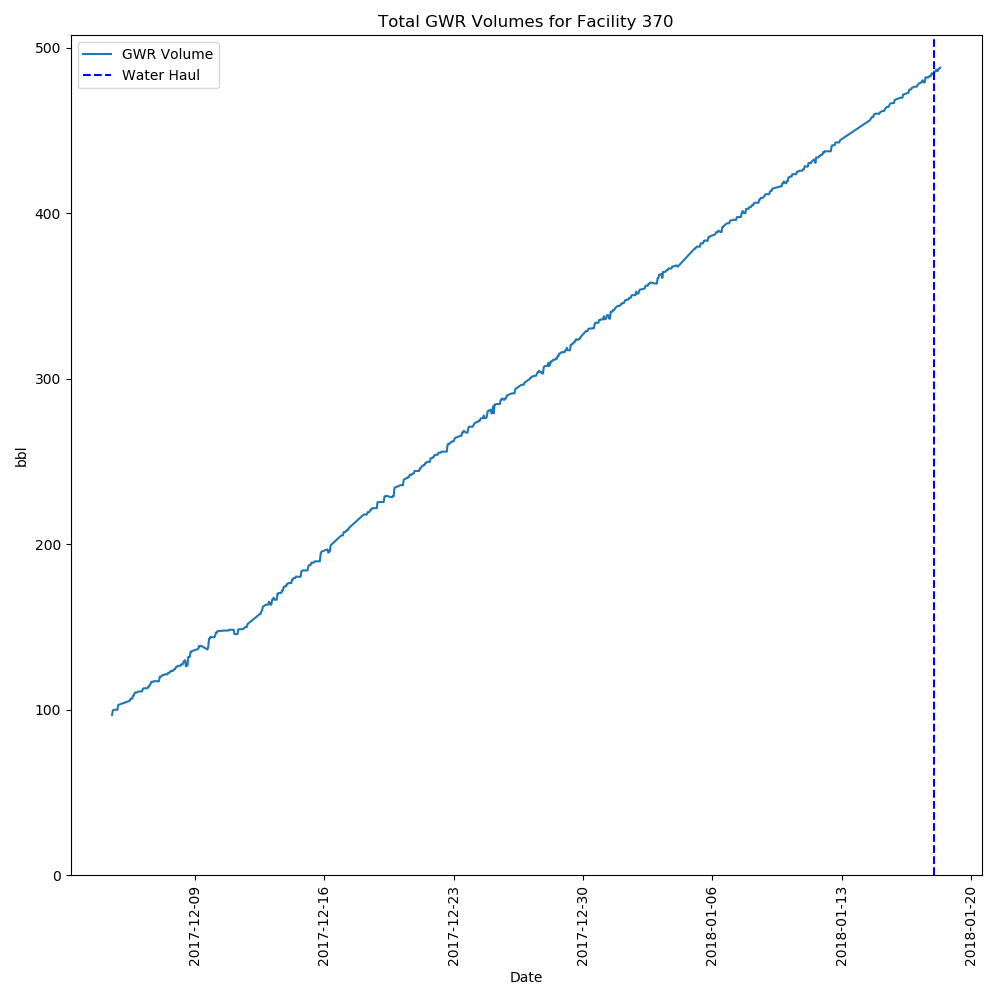 Total GWR Volumes for Facility 370
GWR Volume
Water Haul
500
400
300
200
100
0
bbl
2017-12-09
2017-12-16
2017-12-23
2017-12-30
2018-01-06
2018-01-13
2018-01-20
Date